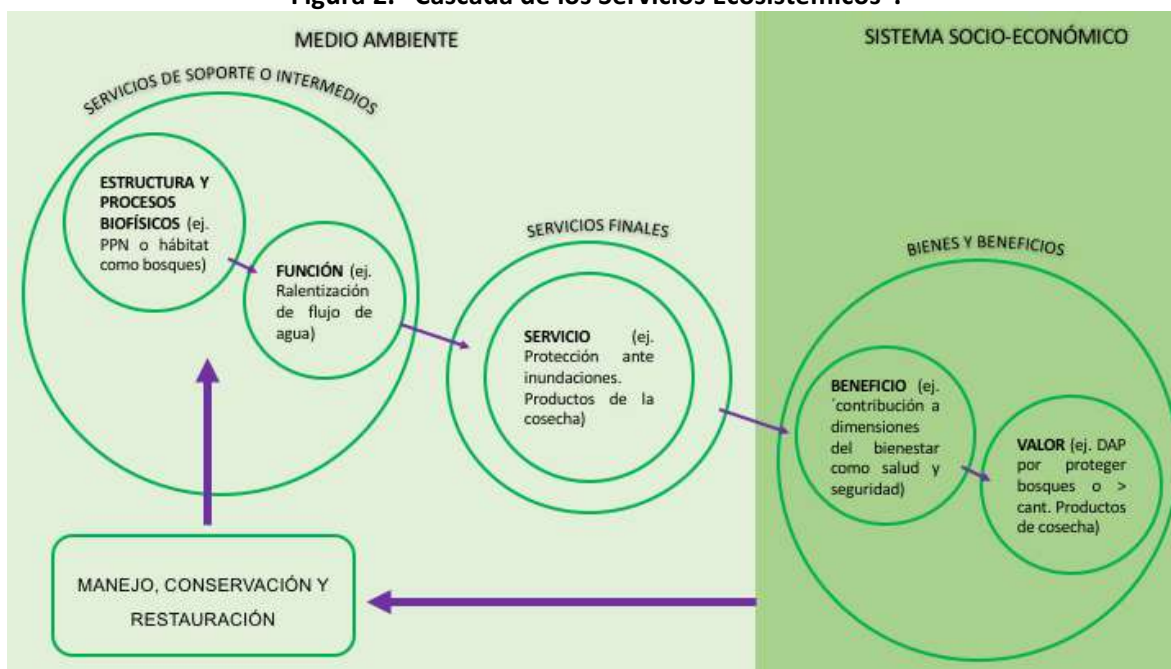 Figura 2. "Cascada de los Servicios Ecosistémicos".
MEDIO AMBIENTE
SISTEMA SOCIO-ECONÓMICO
SERVICIOS DE SOPORTE O INTERMEDIOS
ESTRUCTURA Y
PROCESOS
BIOFÍSICOS (ej.
PPN o hábitat
como bosques)
FUNCIÓN (ej.
Ralentización
de flujo de
agua)
SERVICIOS FINALES
SERVICIO (ej.
Protección ante
inundaciones.
Productos de la
cosecha)
BIENES Y BENEFICIOS
BENEFICIO (ej.
´contribución a
dimensiones
del bienestar
como salud y
seguridad)
VALOR (ej. DAP
por proteger
bosques o >
cant. Productos
de cosecha)
MANEJO, CONSERVACIÓN Y
RESTAURACIÓN